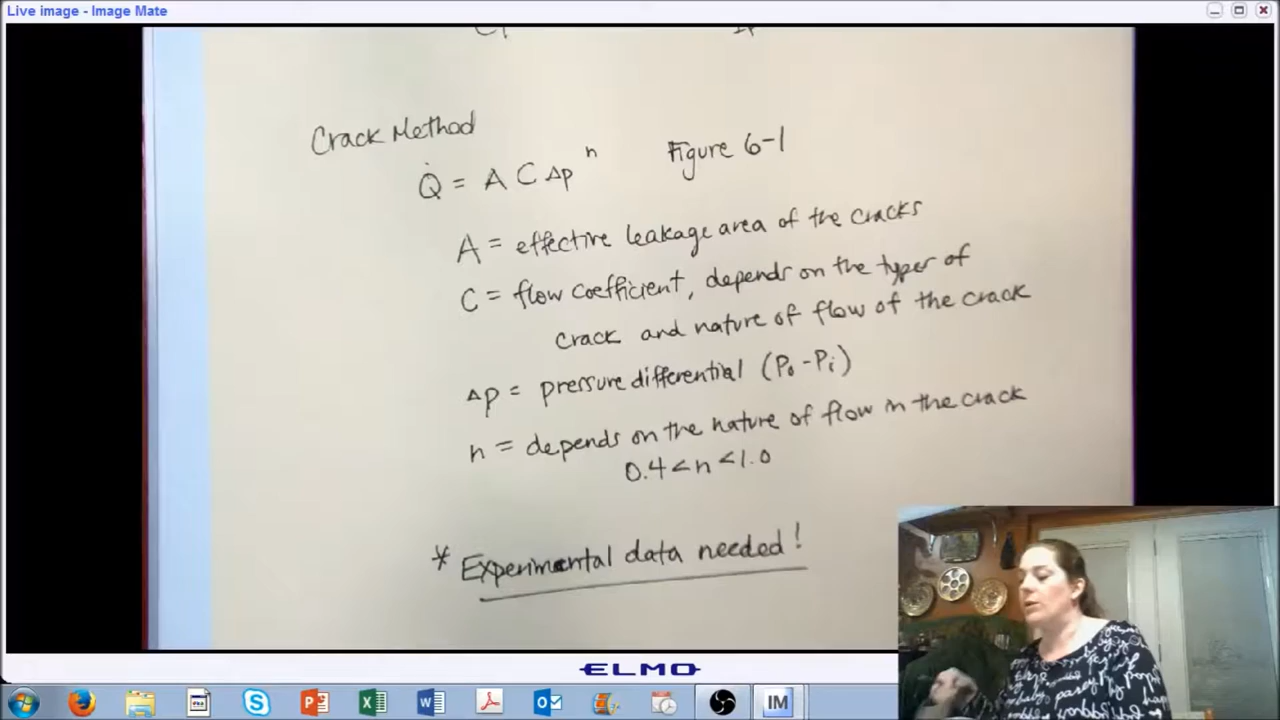 Live image - Image Mate
Crack Method
Q̇ = A C Δp^n Figure 6-1
A = effective leakage area of the cracks
C = flow coefficient, depends on the types of
crack and nature of flow of the crack
Δp = pressure differential (Po - Pi)
n = depends on the nature of flow in the crack
0.4 < n < 1.0
* Experimental data needed!
ELMO
IM